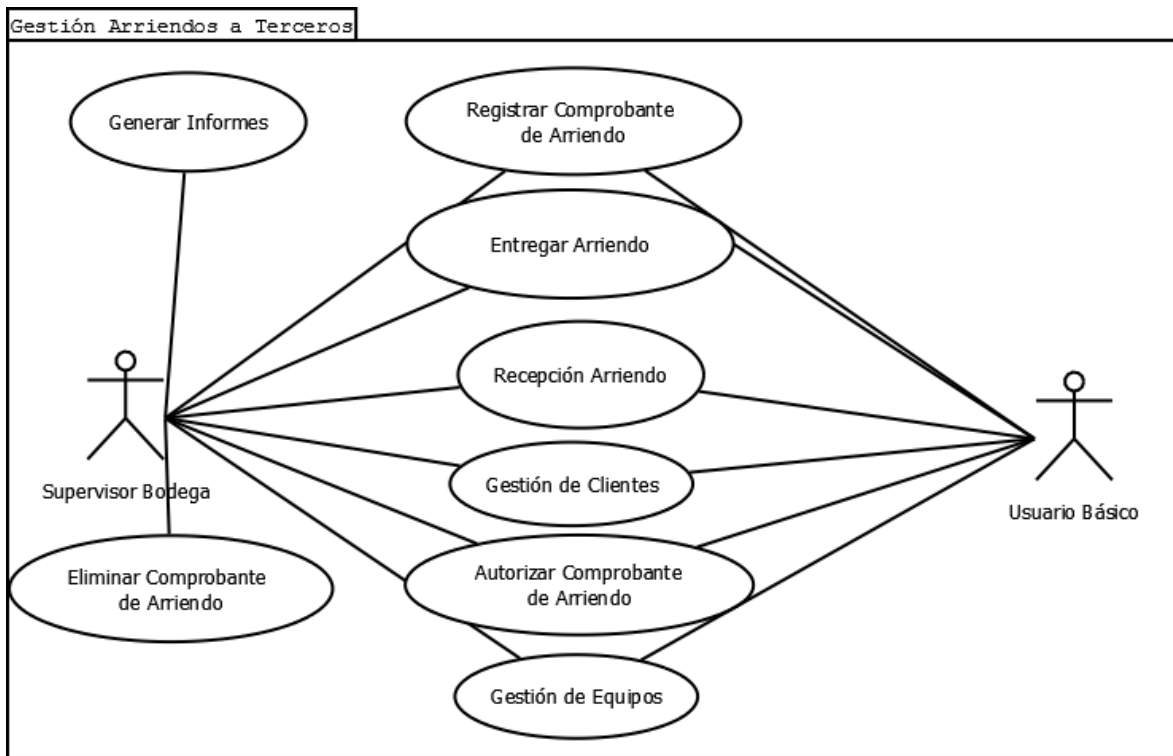 Gestión Arriendos a Terceros
Generar Informes
Registrar Comprobante
de Arriendo
Entregar Arriendo
Recepción Arriendo
Supervisor Bodega
Gestión de Clientes
Usuario Básico
Eliminar Comprobante
de Arriendo
Autorizar Comprobante
de Arriendo
Gestión de Equipos